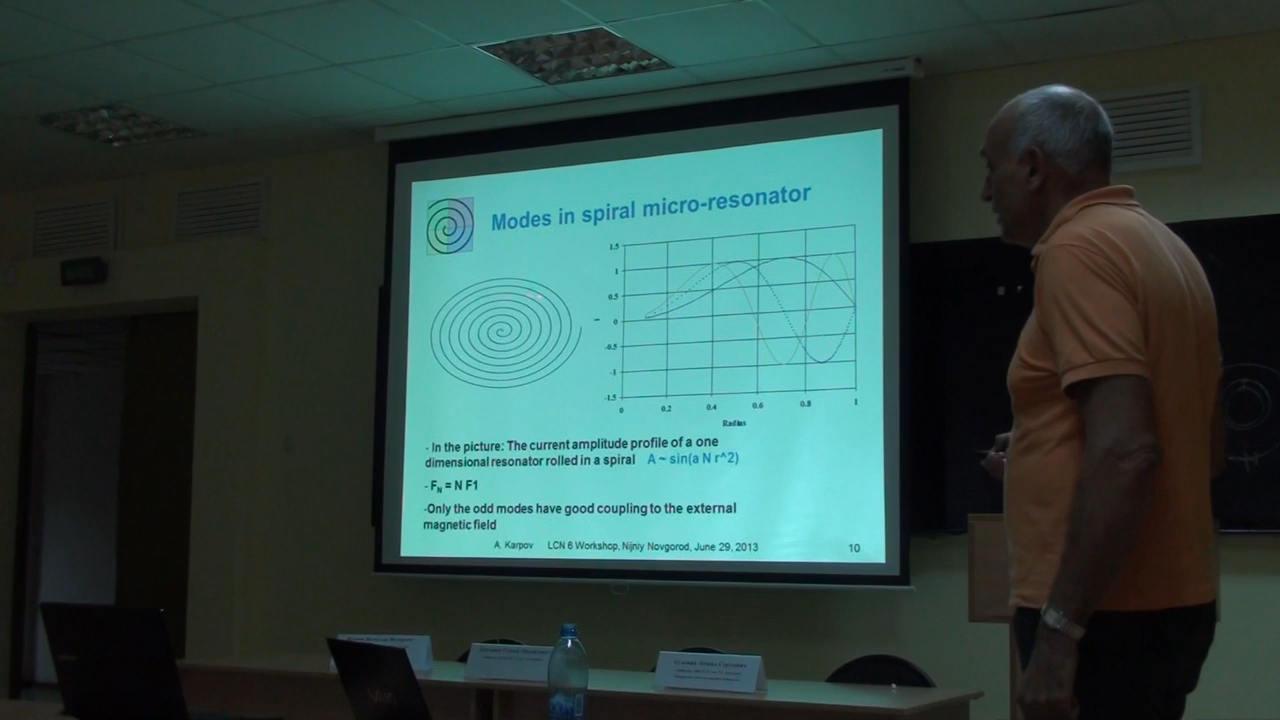 Modes in spiral micro-resonator
1.5
1
0.5
0
-0.5
-1
-1.5
0 0.2 0.4 0.6 0.8 1
Radius
- In the picture: The current amplitude profile of a one
dimensional resonator rolled in a spiral A ~ sin(a N r^2)
- FN = N F1
-Only the odd modes have good coupling to the external
magnetic field
A. Karpov LCN 6 Workshop, Nijniy Novgorod, June 29, 2013 10